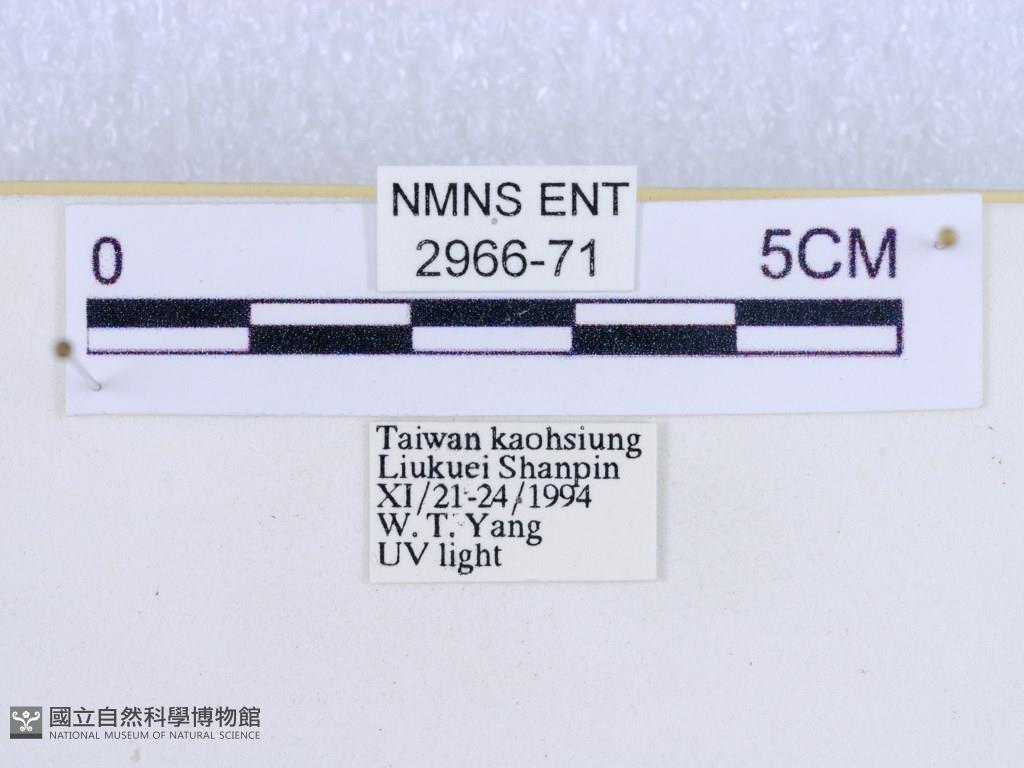 NMNS ENT
2966-71
0
5CM
Taiwan kaohsiung
Liukuei Shanpin
XI/21-24/1994
W. T. Yang
UV light
國立自然科學博物館
NATIONAL MUSEUM OF NATURAL SCIENCE